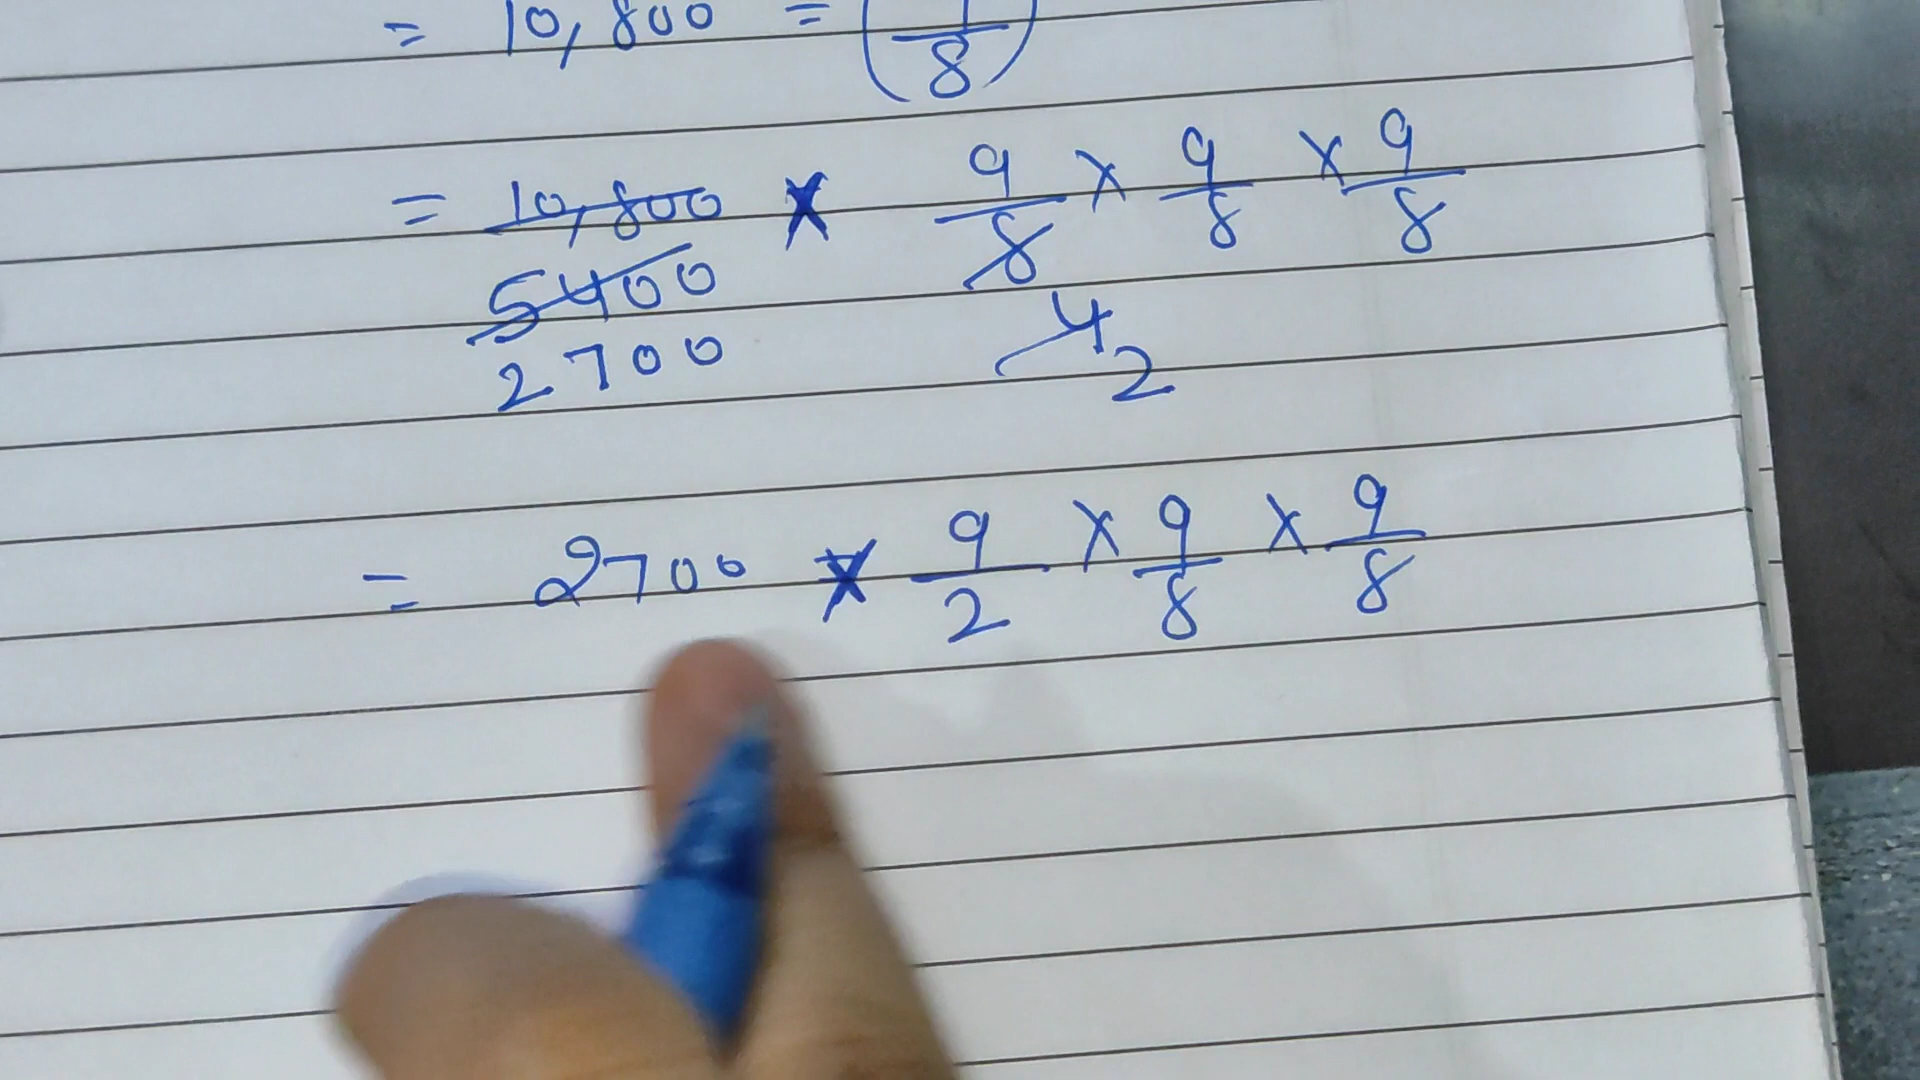 = 10,800 = ( /8)
= 10,800 × 9/8 × 9/8 × 9/8
5400 4
2700 2
= 2700 × 9/2 × 9/8 × 9/8